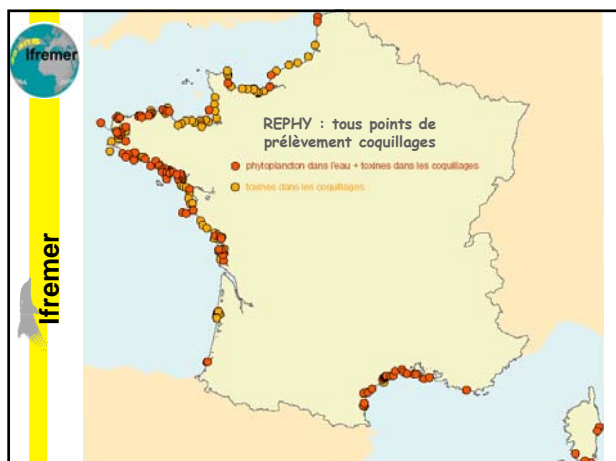 Ifremer
REPHY : tous points de
prélèvement coquillages
phytoplancton dans l'eau + toxines dans les coquillages
toxines dans les coquillages
Ifremer